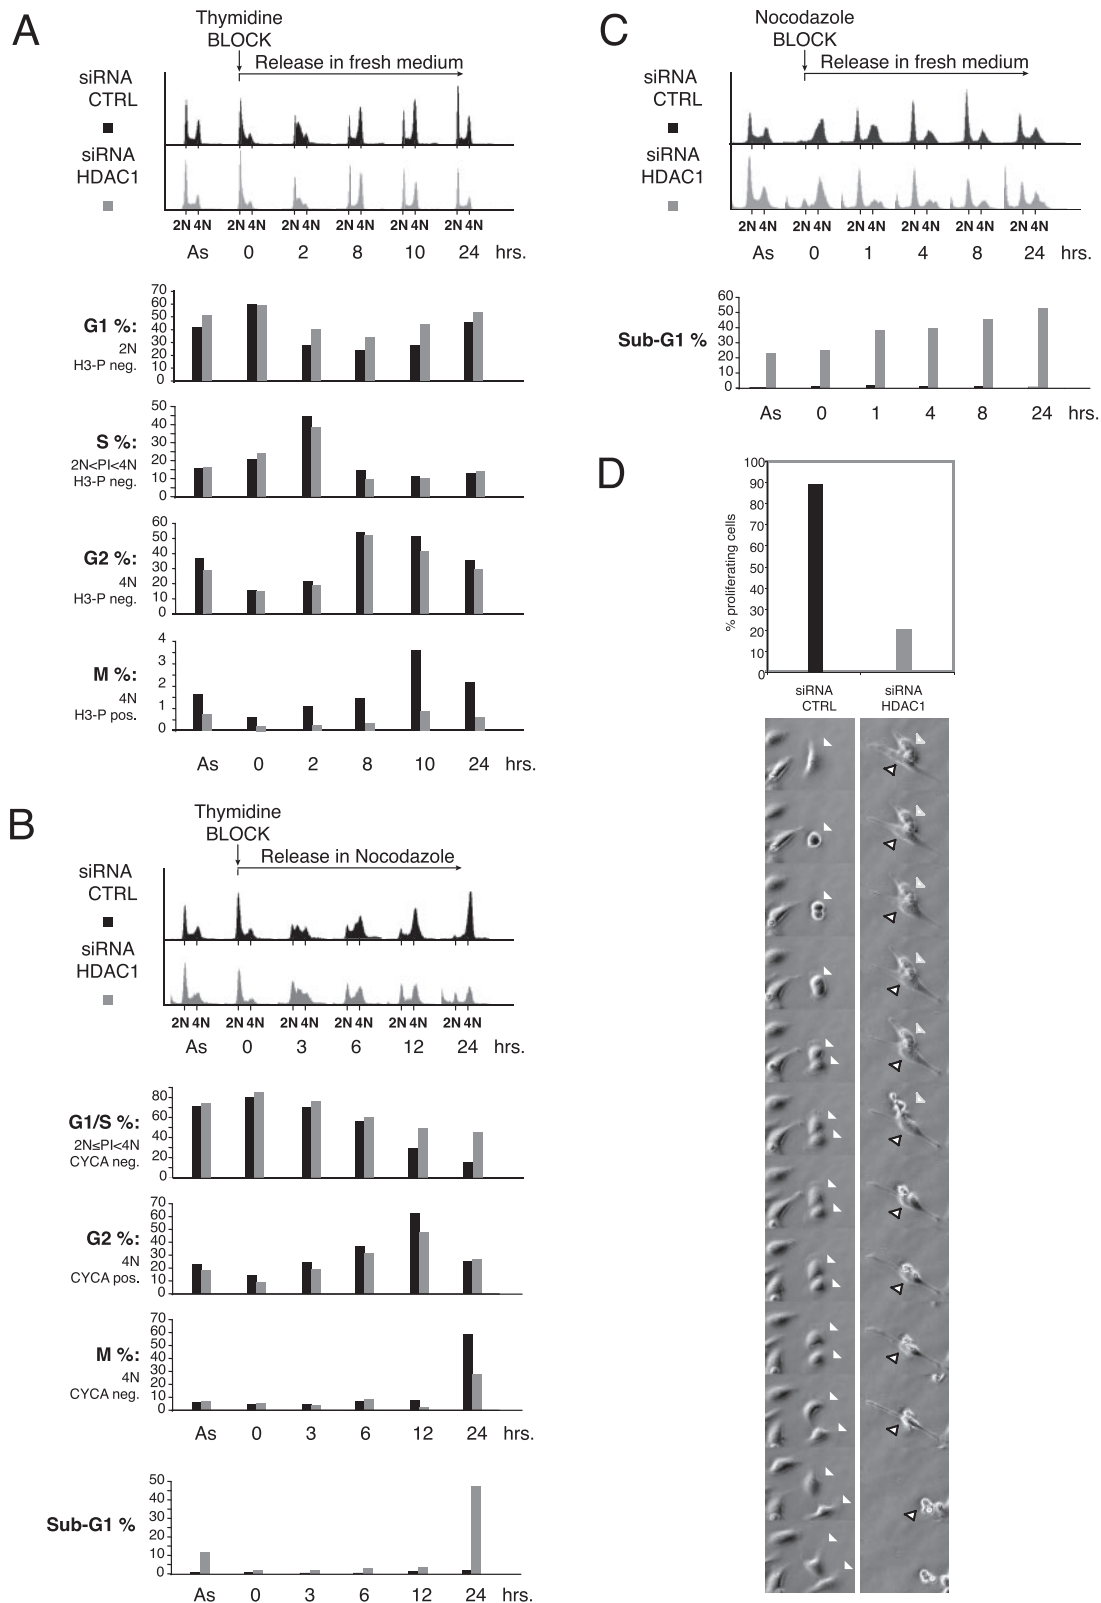 A
Thymidine
BLOCK
Release in fresh medium
siRNA
CTRL
siRNA
HDAC1
2N 4N 2N 4N 2N 4N 2N 4N 2N 4N 2N 4N
As 0 2 8 10 24 hrs.
G1 %:
2N
H3-P neg.
70
60
50
40
30
20
10
0
S %:
2N<PI<4N
H3-P neg.
50
40
30
20
10
0
G2 %:
4N
H3-P neg.
60
50
40
30
20
10
0
M %:
4N
H3-P pos.
4
3
2
1
0
As 0 2 8 10 24 hrs.
B
Thymidine
BLOCK
Release in Nocodazole
siRNA
CTRL
siRNA
HDAC1
2N 4N 2N 4N 2N 4N 2N 4N 2N 4N 2N 4N
As 0 3 6 12 24 hrs.
G1/S %:
2N≤PI<4N
CYCA neg.
80
60
40
20
0
G2 %:
4N
CYCA pos.
70
60
50
40
30
20
10
0
M %:
4N
CYCA neg.
70
60
50
40
30
20
10
0
As 0 3 6 12 24 hrs.
Sub-G1 %
50
40
30
20
10
0
As 0 3 6 12 24 hrs.
C
Nocodazole
BLOCK
Release in fresh medium
siRNA
CTRL
siRNA
HDAC1
2N 4N 2N 4N 2N 4N 2N 4N 2N 4N 2N 4N
As 0 1 4 8 24 hrs.
Sub-G1 %
60
50
40
30
20
10
0
As 0 1 4 8 24 hrs.
D
% proliferating cells
100
90
80
70
60
50
40
30
20
10
0
siRNA
CTRL
siRNA
HDAC1